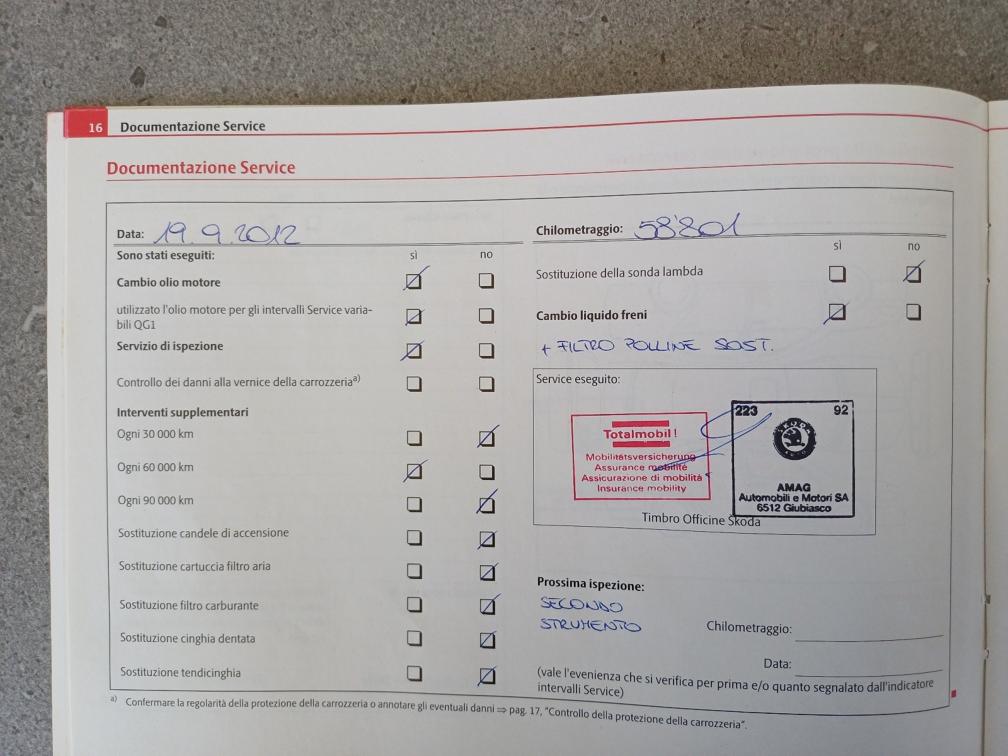 16 Documentazione Service
Documentazione Service
Data: 19.9.2012
Sono stati eseguiti: sì no
Cambio olio motore
utilizzato l'olio motore per gli intervalli Service varia-
bili QG1
Servizio di ispezione
Controllo dei danni alla vernice della carrozzeria a)
Interventi supplementari
Ogni 30 000 km
Ogni 60 000 km
Ogni 90 000 km
Sostituzione candele di accensione
Sostituzione cartuccia filtro aria
Sostituzione filtro carburante
Sostituzione cinghia dentata
Sostituzione tendicinghia
Chilometraggio: 58'801
sì no
Sostituzione della sonda lambda
Cambio liquido freni
+ FILTRO POLLINE SOST.
Service eseguito:
Totalmobil!
Mobilitätsversicherung
Assurance mobilité
Assicurazione di mobilità
Insurance mobility
223 92
SKODA
AUTO
AMAG
Automobili e Motori SA
6512 Giubiasco
Timbro Officine Škoda
Prossima ispezione:
SECONDO
STRUMENTO
Chilometraggio:
Data:
(vale l'evenienza che si verifica per prima e/o quanto segnalato dall'indicatore
intervalli Service)
a) Confermare la regolarità della protezione della carrozzeria o annotare gli eventuali danni ⇒ pag. 17, "Controllo della protezione della carrozzeria".